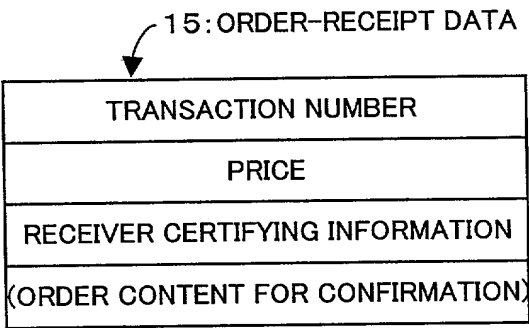 15:ORDER-RECEIPT DATA
TRANSACTION NUMBER
PRICE
RECEIVER CERTIFYING INFORMATION
(ORDER CONTENT FOR CONFIRMATION)